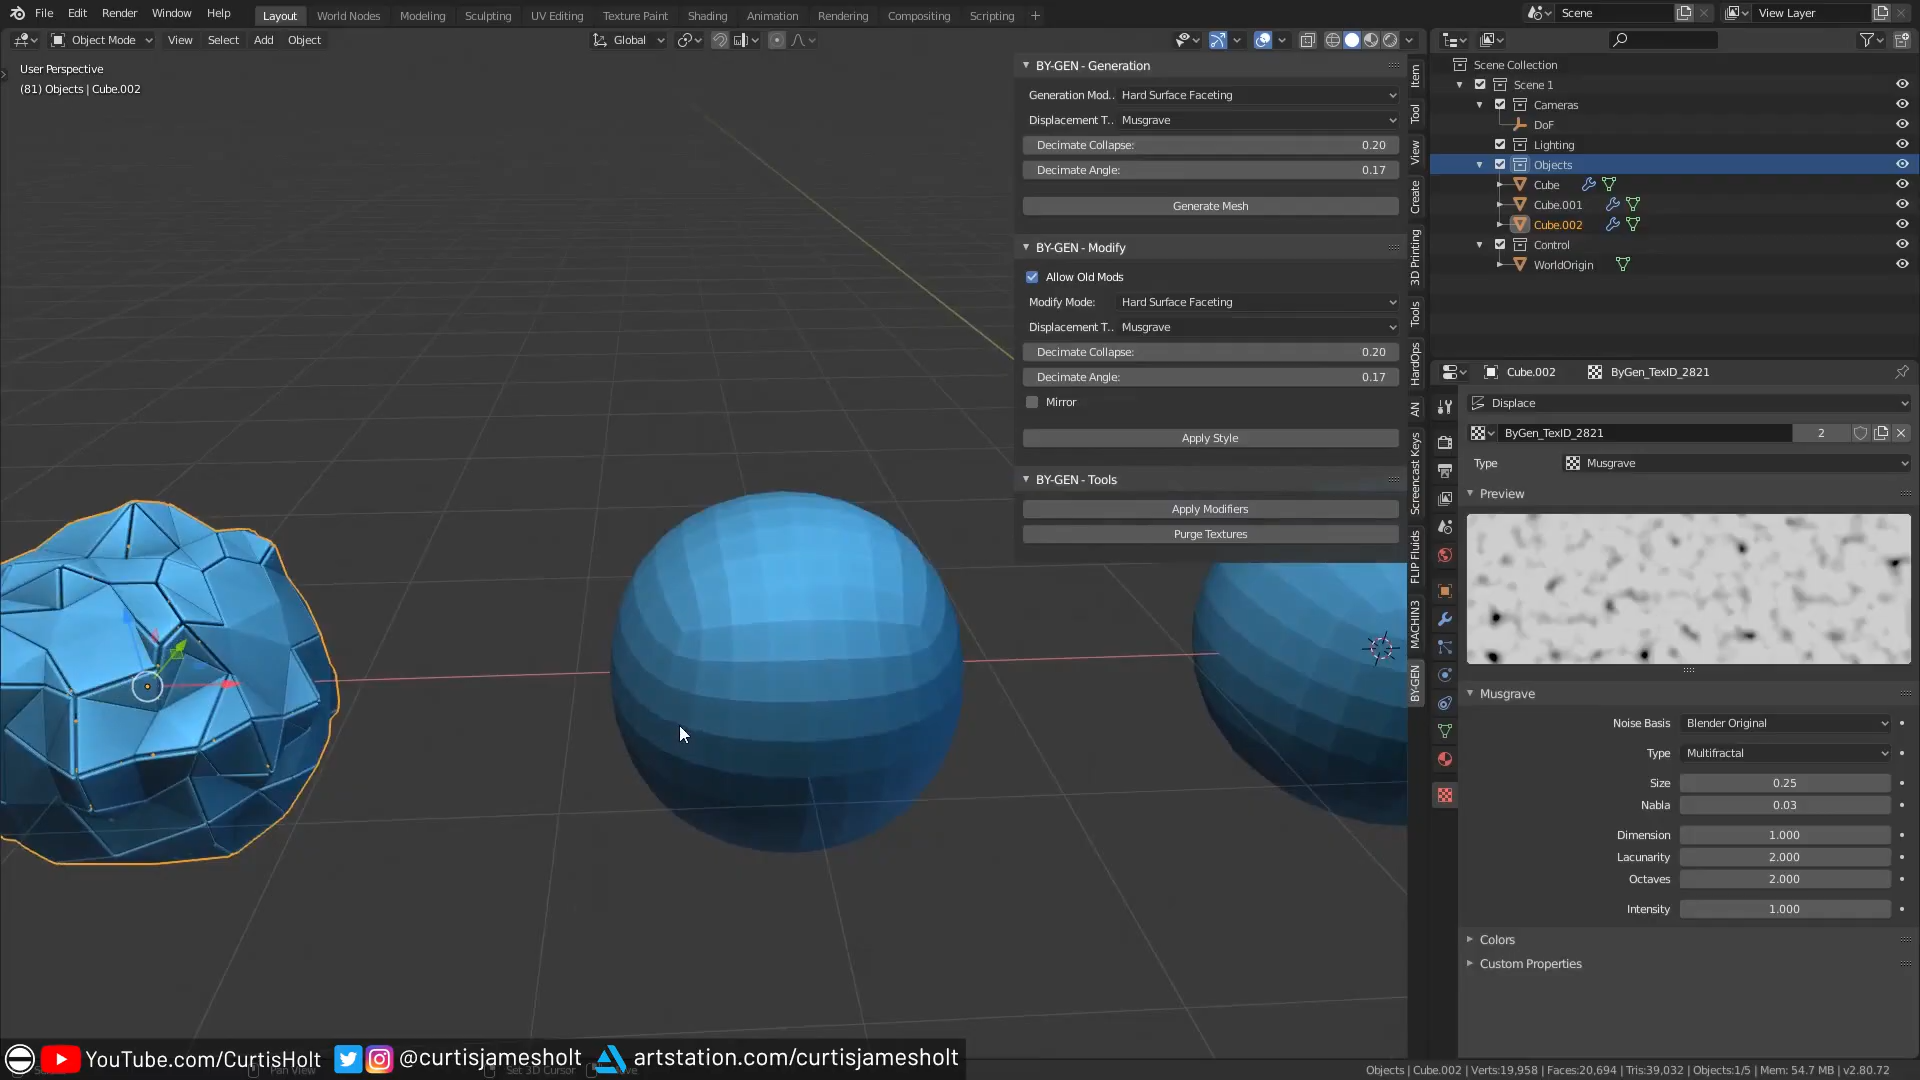 File Edit Render Window Help Layout World Nodes Modeling Sculpting UV Editing Texture Paint Shading Animation Rendering Compositing Scripting + Scene View Layer
Object Mode View Select Add Object Global
User Perspective
(81) Objects | Cube.002
BY-GEN - Generation
Generation Mod.. Hard Surface Faceting
Displacement T.. Musgrave
Decimate Collapse: 0.20
Decimate Angle: 0.17
Generate Mesh
BY-GEN - Modify
Allow Old Mods
Modify Mode: Hard Surface Faceting
Displacement T.. Musgrave
Decimate Collapse: 0.20
Decimate Angle: 0.17
Mirror
Apply Style
BY-GEN - Tools
Apply Modifiers
Purge Textures
Item
Tool
View
Create
3D Printing
Tools
HardOps
AN
Screencast Keys
FLIP Fluids
MACHIN3
BY-GEN
Scene Collection
Scene 1
Cameras
DoF
Lighting
Objects
Cube
Cube.001
Cube.002
Control
WorldOrigin
Cube.002 ByGen_TexID_2821
Displace
ByGen_TexID_2821 2
Type Musgrave
Preview
Musgrave
Noise Basis Blender Original
Type Multifractal
Size 0.25
Nabla 0.03
Dimension 1.000
Lacunarity 2.000
Octaves 2.000
Intensity 1.000
Colors
Custom Properties
YouTube.com/CurtisHolt @curtisjamesholt artstation.com/curtisjamesholt
Pan View Set 3D Cursor
Objects | Cube.002 | Verts:19,958 | Faces:20,694 | Tris:39,032 | Objects:1/5 | Mem: 54.7 MB | v2.80.72